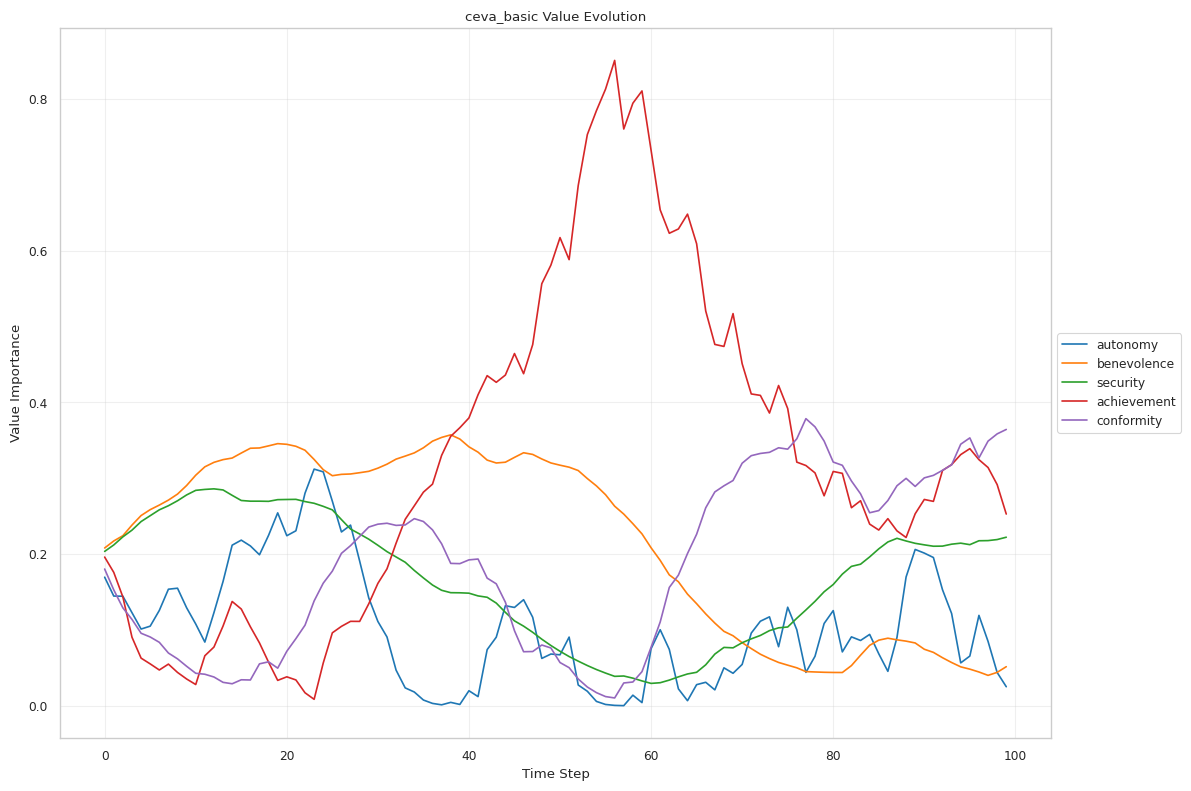 ceva_basic Value Evolution
Value Importance
0.8
0.6
0.4
0.2
0.0
0 20 40 60 80 100
Time Step
autonomy
benevolence
security
achievement
conformity